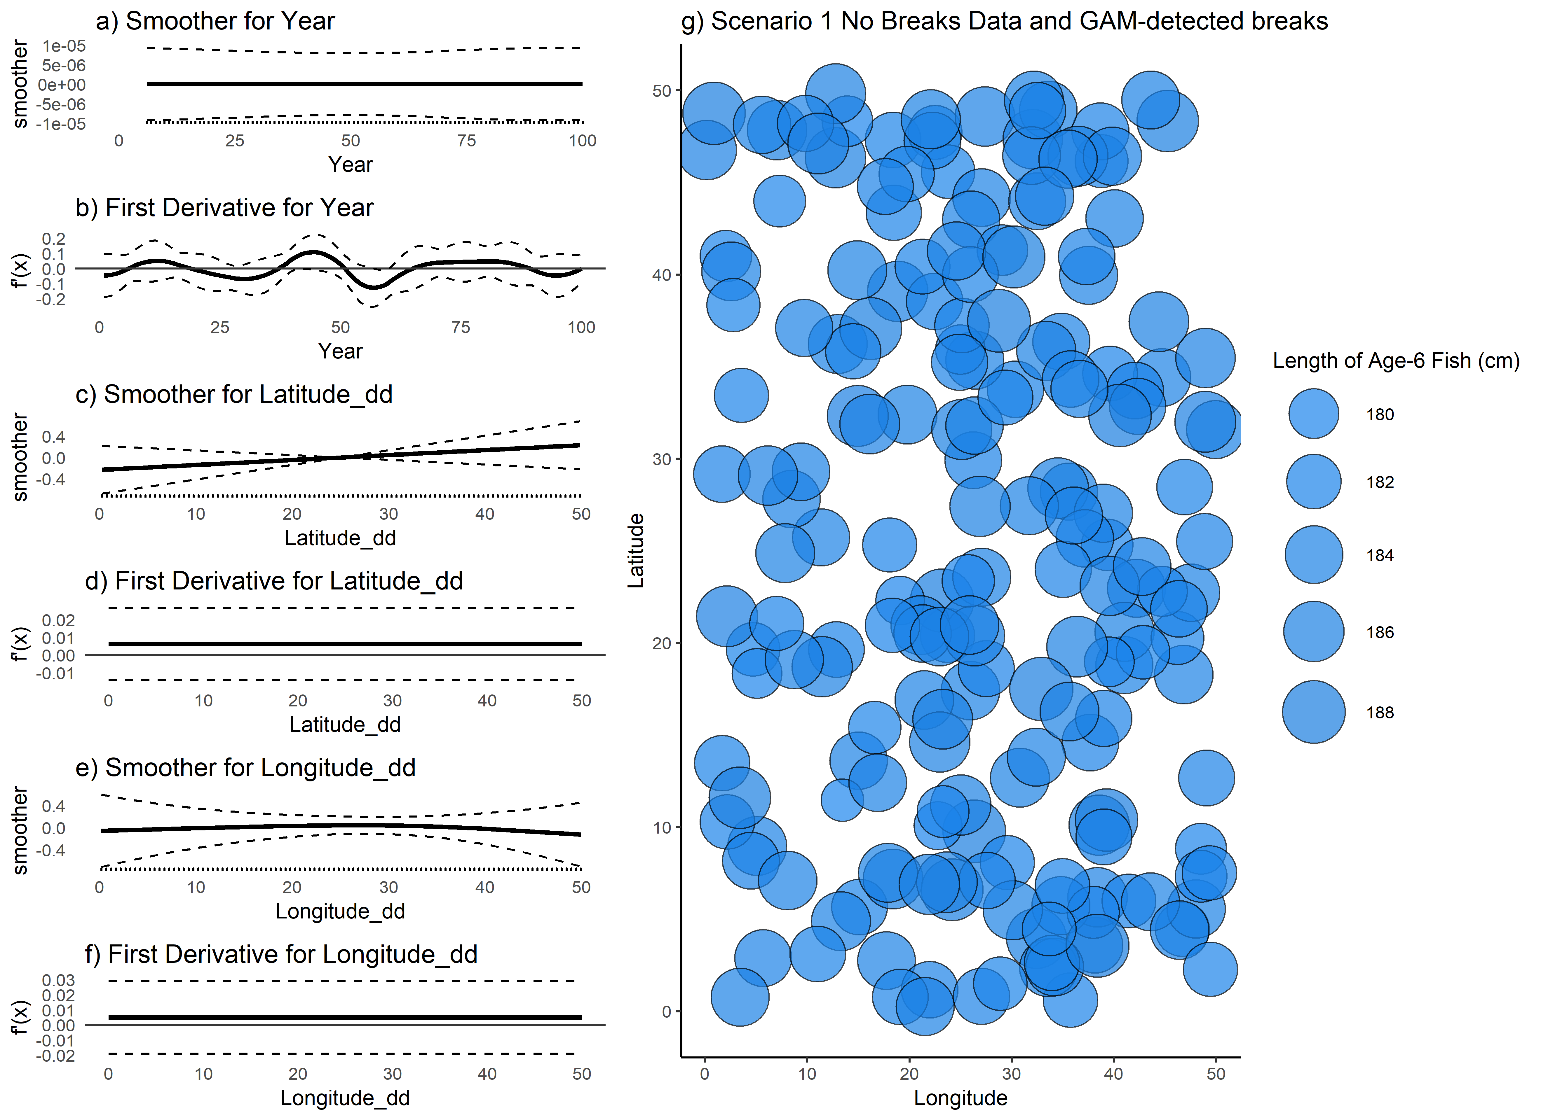 a) Smoother for Year
smoother
1e-05
5e-06
0e+00
-5e-06
-1e-05
0 25 50 75 100
Year
b) First Derivative for Year
f'(x)
0.2
0.1
0.0
-0.1
-0.2
0 25 50 75 100
Year
c) Smoother for Latitude_dd
smoother
0.4
0.0
-0.4
0 10 20 30 40 50
Latitude_dd
d) First Derivative for Latitude_dd
f'(x)
0.02
0.01
0.00
-0.01
0 10 20 30 40 50
Latitude_dd
e) Smoother for Longitude_dd
smoother
0.4
0.0
-0.4
0 10 20 30 40 50
Longitude_dd
f) First Derivative for Longitude_dd
f'(x)
0.03
0.02
0.01
0.00
-0.01
-0.02
0 10 20 30 40 50
Longitude_dd
g) Scenario 1 No Breaks Data and GAM-detected breaks
Latitude
50
40
30
20
10
0
0 10 20 30 40 50
Longitude
Length of Age-6 Fish (cm)
180
182
184
186
188